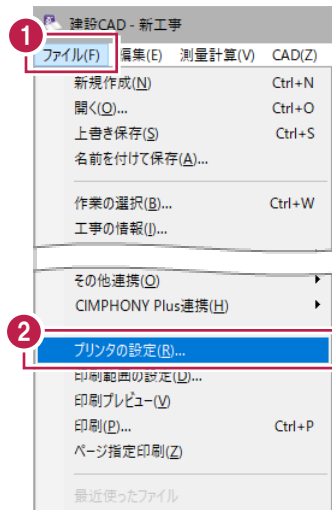 建設CAD - 新工事
1
ファイル(F) 編集(E) 測量計算(V) CAD(Z)
新規作成(N) Ctrl+N
開く(O)... Ctrl+O
上書き保存(S) Ctrl+S
名前を付けて保存(A)...
作業の選択(B)... Ctrl+W
工事の情報(I)...
その他連携(O)
CIMPHONY Plus連携(H)
2
プリンタの設定(R)...
印刷範囲の設定(D)...
印刷プレビュー(V)
印刷(P)... Ctrl+P
ページ指定印刷(Z)
最近使ったファイル